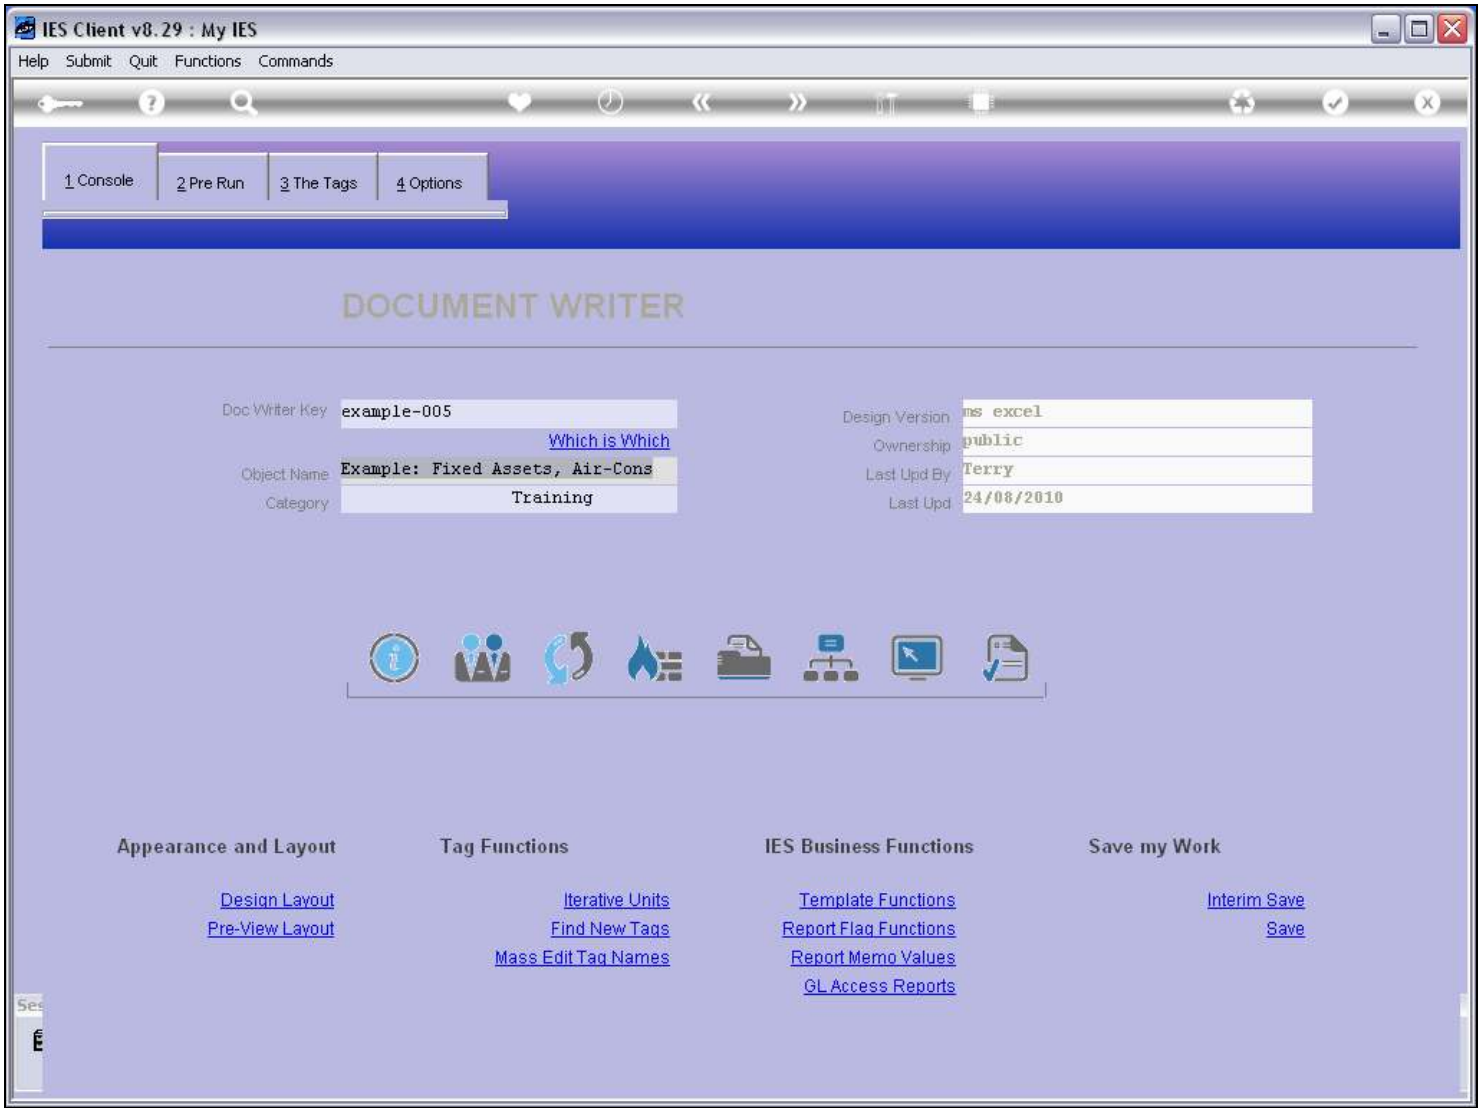 IES Client v8.29 : My IES
Help Submit Quit Functions Commands
1 Console 2 Pre Run 3 The Tags 4 Options
DOCUMENT WRITER
Doc Writer Key example-005
Which is Which
Object Name Example: Fixed Assets, Air-Cons
Category Training
Design Version ms excel
Ownership public
Last Upd By Terry
Last Upd 24/08/2010
Appearance and Layout
Design Layout
Pre-View Layout
Tag Functions
Iterative Units
Find New Tags
Mass Edit Tag Names
IES Business Functions
Template Functions
Report Flag Functions
Report Memo Values
GL Access Reports
Save my Work
Interim Save
Save